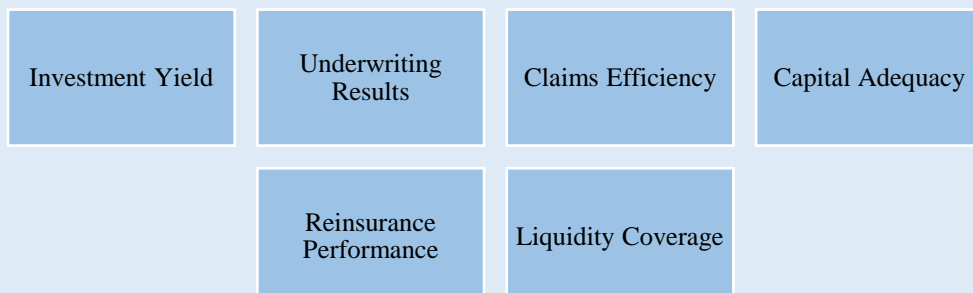 Investment Yield
Underwriting
Results
Claims Efficiency
Capital Adequacy
Reinsurance
Performance
Liquidity Coverage